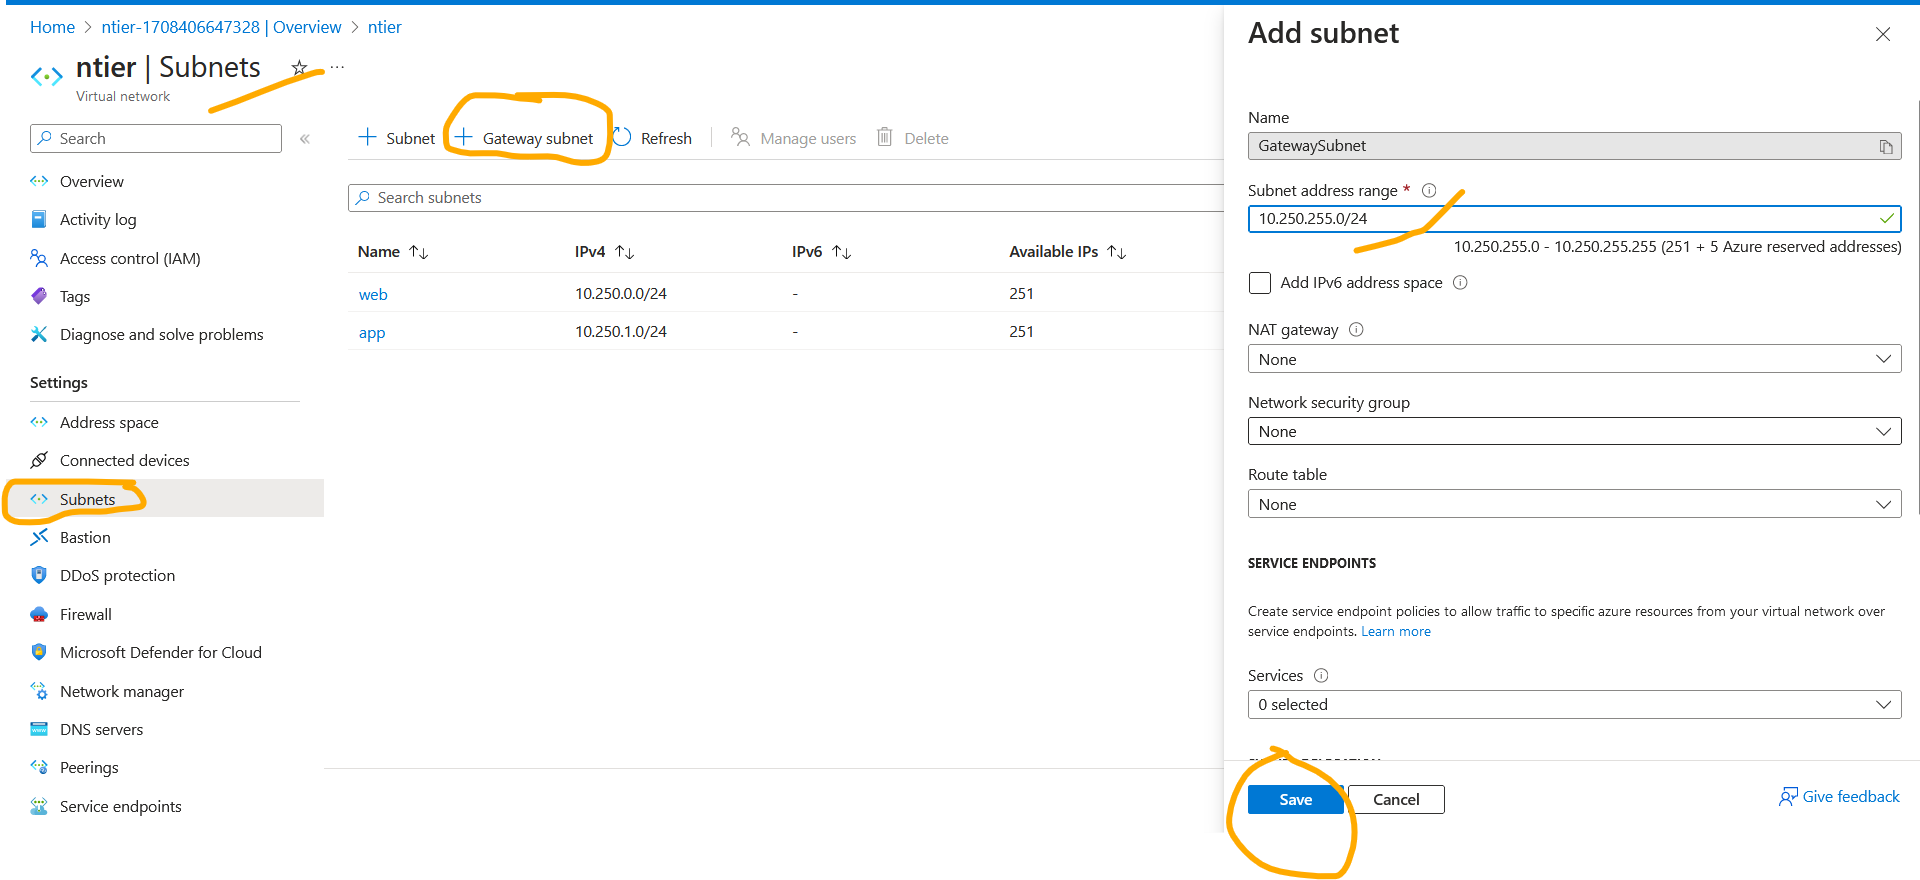 Home > ntier-1708406647328 | Overview > ntier
ntier | Subnets
Virtual network
Search
Overview
Activity log
Access control (IAM)
Tags
Diagnose and solve problems
Settings
Address space
Connected devices
Subnets
Bastion
DDoS protection
Firewall
Microsoft Defender for Cloud
Network manager
DNS servers
Peerings
Service endpoints
Subnet Gateway subnet Refresh Manage users Delete
Search subnets
Name IPv4 IPv6 Available IPs
web 10.250.0.0/24 - 251
app 10.250.1.0/24 - 251
Add subnet
Name
GatewaySubnet
Subnet address range *
10.250.255.0/24
10.250.255.0 - 10.250.255.255 (251 + 5 Azure reserved addresses)
Add IPv6 address space
NAT gateway
None
Network security group
None
Route table
None
SERVICE ENDPOINTS
Create service endpoint policies to allow traffic to specific azure resources from your virtual network over
service endpoints. Learn more
Services
0 selected
Save Cancel
Give feedback